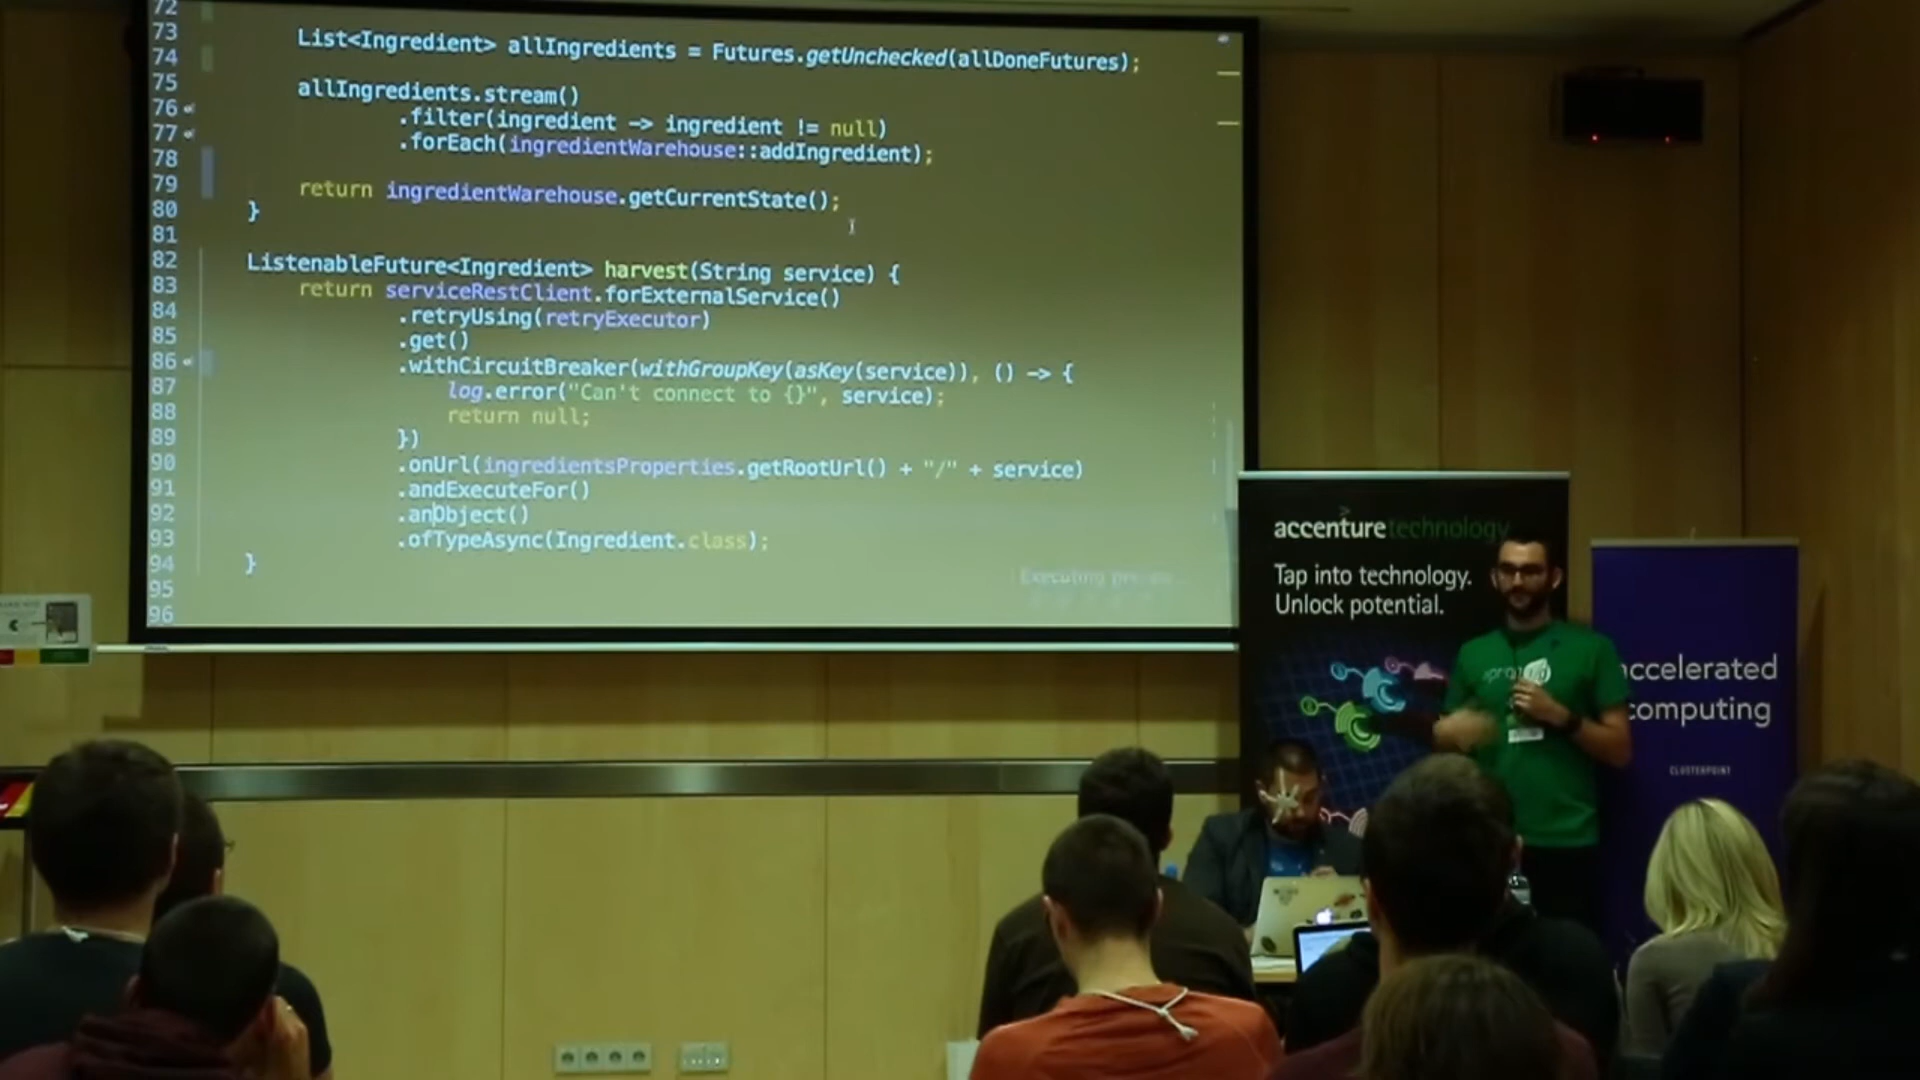 72
73 List<Ingredient> allIngredients = Futures.getUnchecked(allDoneFutures);
74
75 allIngredients.stream()
76 .filter(ingredient -> ingredient != null)
77 .forEach(ingredientWarehouse::addIngredient);
78
79 return ingredientWarehouse.getCurrentState();
80 }
81
82 ListenableFuture<Ingredient> harvest(String service) {
83 return serviceRestClient.forExternalService()
84 .retryUsing(retryExecutor)
85 .get()
86 .withCircuitBreaker(withGroupKey(asKey(service)), () -> {
87 log.error("Can't connect to {}", service);
88 return null;
89 })
90 .onUrl(ingredientsProperties.getRootUrl() + "/" + service)
91 .andExecuteFor()
92 .anObject()
93 .ofTypeAsync(Ingredient.class);
94 }
95
96
Executing
accenturetechnology
Tap into technology.
Unlock potential.
ccelerated
computing
CLUSTERPOINT